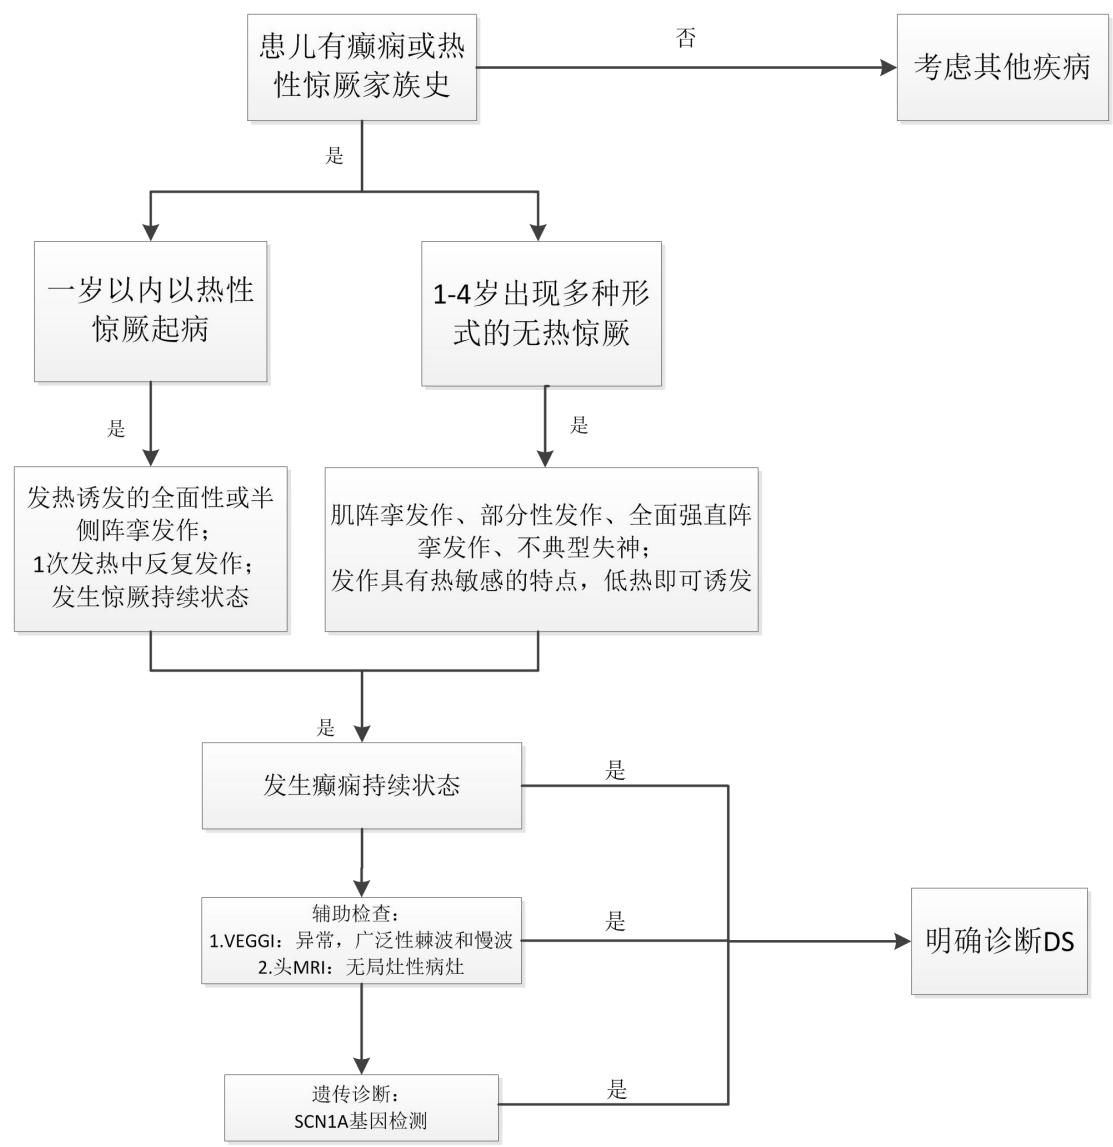 患儿有癫痫或热
性惊厥家族史
否
考虑其他疾病
是
一岁以内以热性
惊厥起病
1-4岁出现多种形
式的无热惊厥
是
是
发热诱发的全面性或半
侧阵挛发作；
1次发热中反复发作；
发生惊厥持续状态
肌阵挛发作、部分性发作、全面强直阵
挛发作、不典型失神；
发作具有热敏感的特点，低热即可诱发
是
发生癫痫持续状态
是
辅助检查：
1.VEGGI：异常，广泛性棘波和慢波
2.头MRI：无局灶性病灶
是
明确诊断DS
遗传诊断：
SCN1A基因检测
是